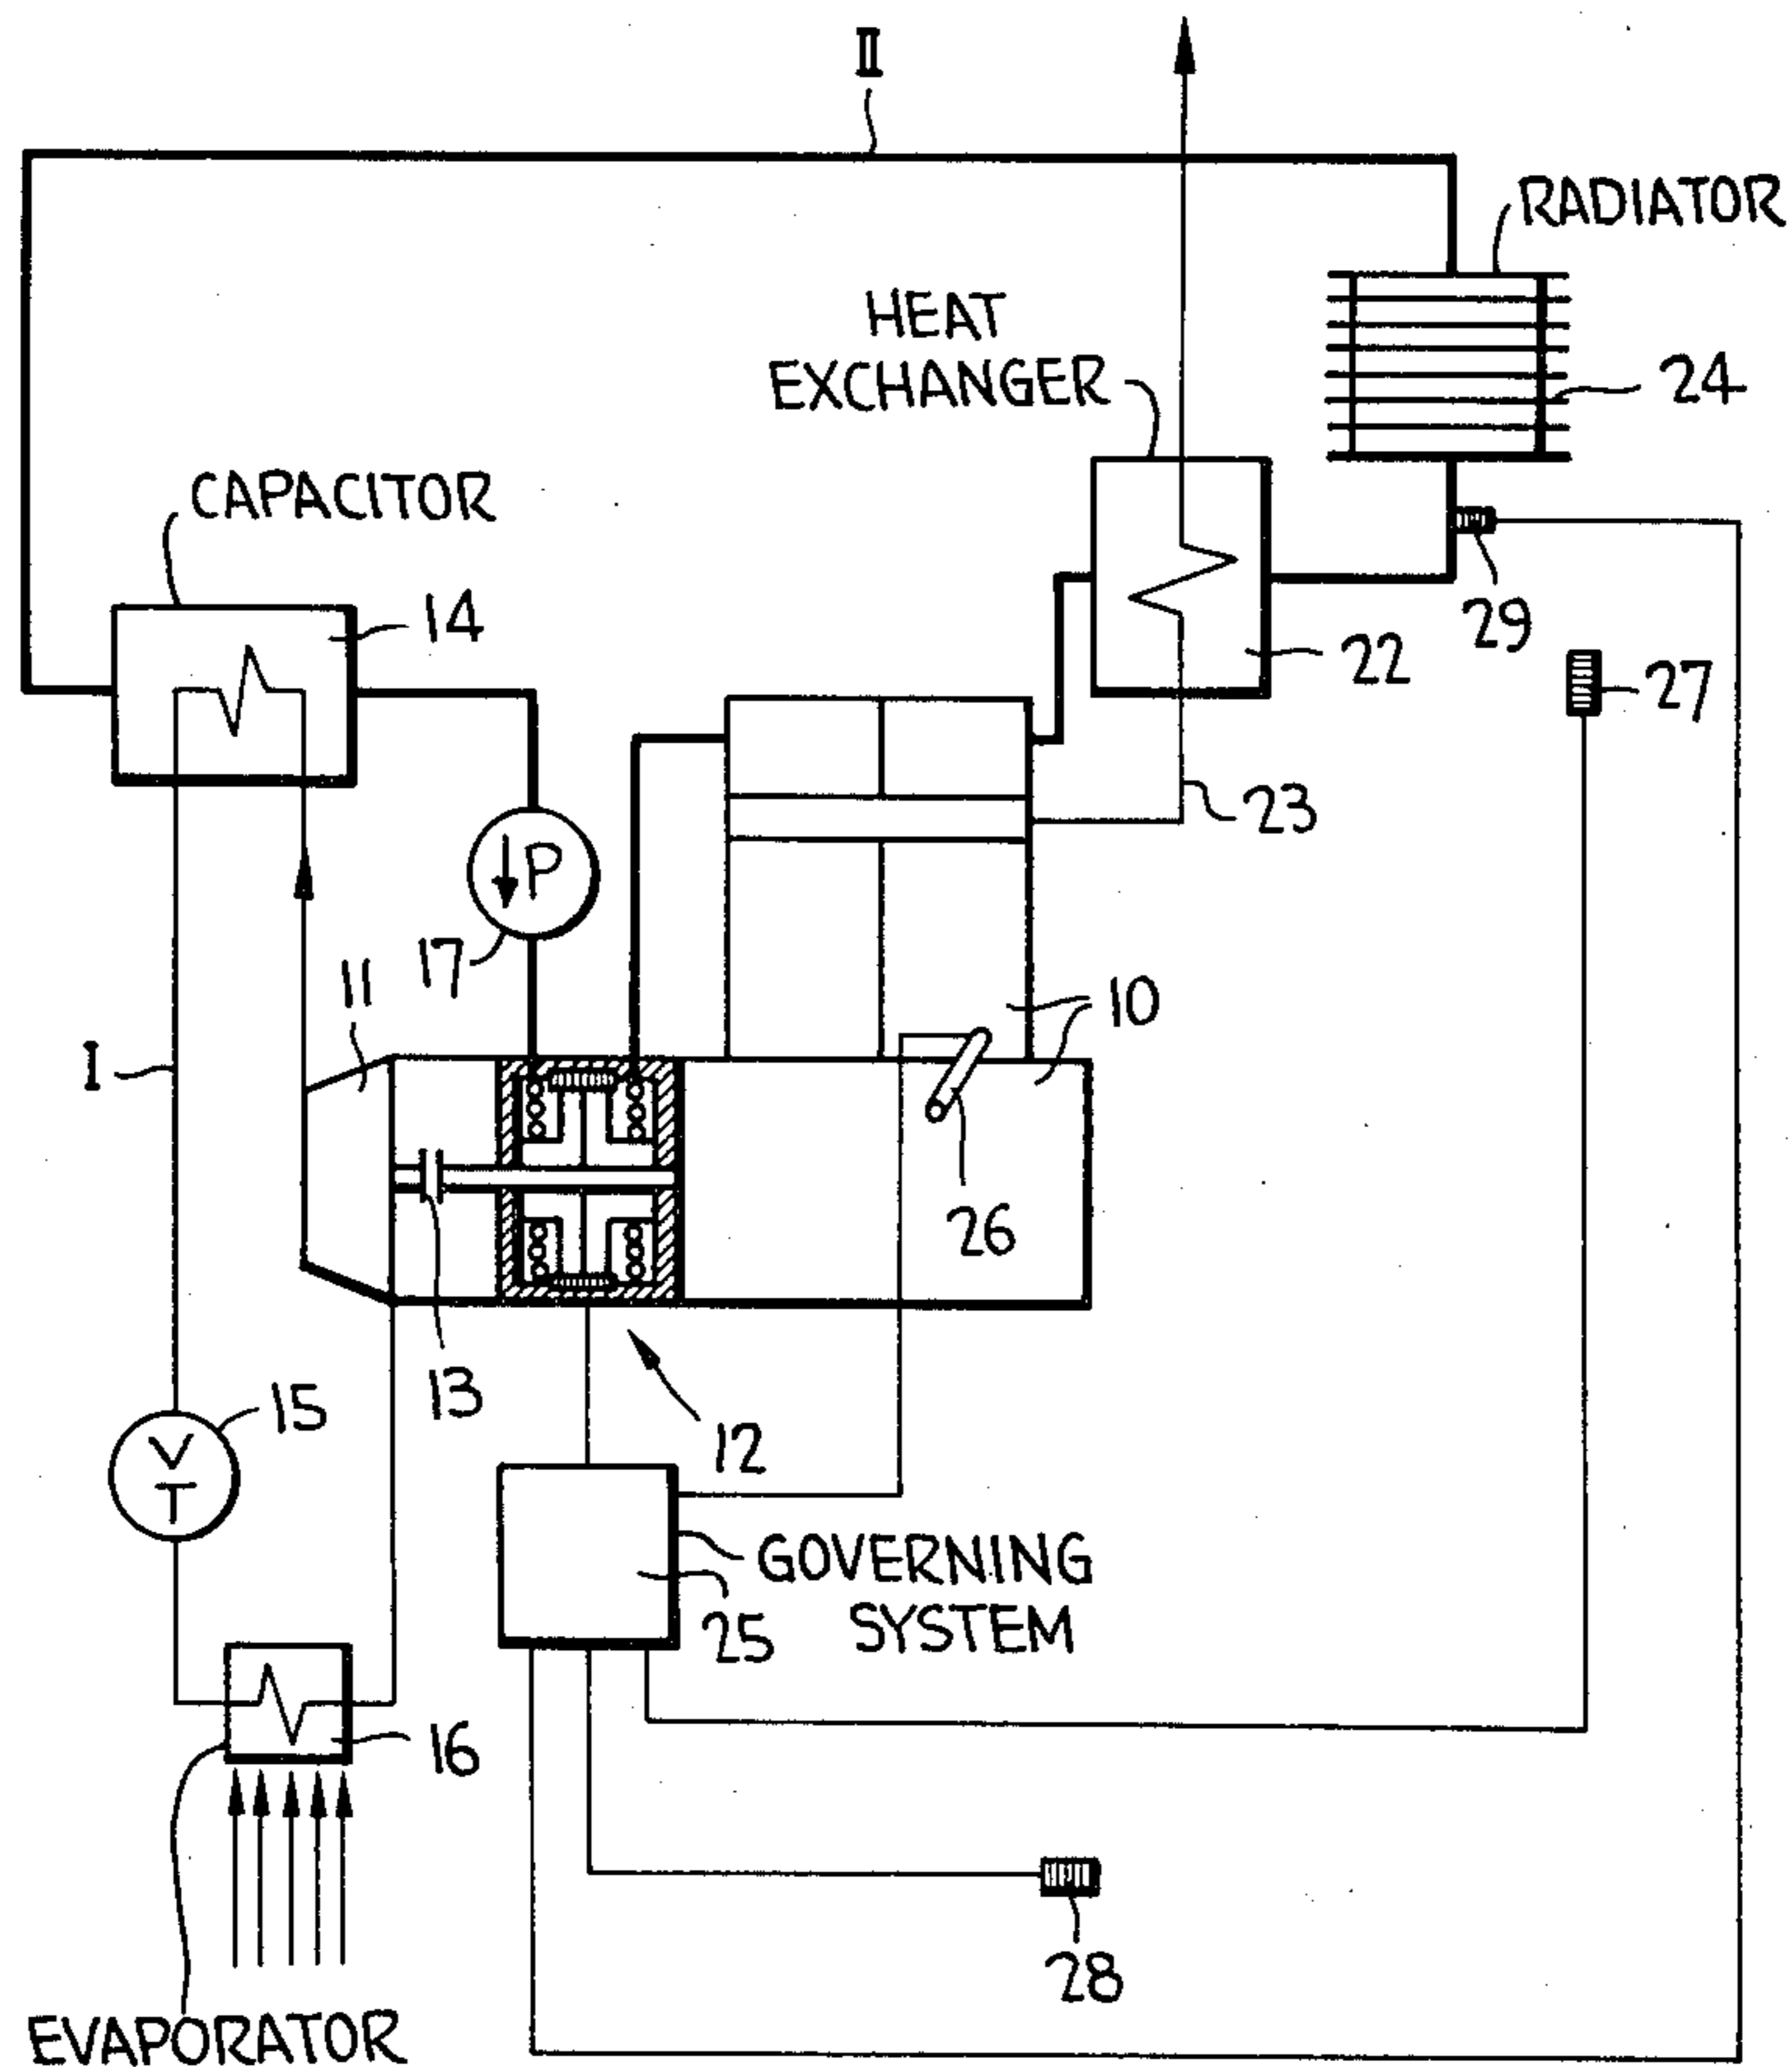 II
RADIATOR
HEAT
EXCHANGER
24
CAPACITOR
14
29
22
27
23
P
17
11
10
I
26
13
15
12
V
T
GOVERNING
25
SYSTEM
16
28
EVAPORATOR